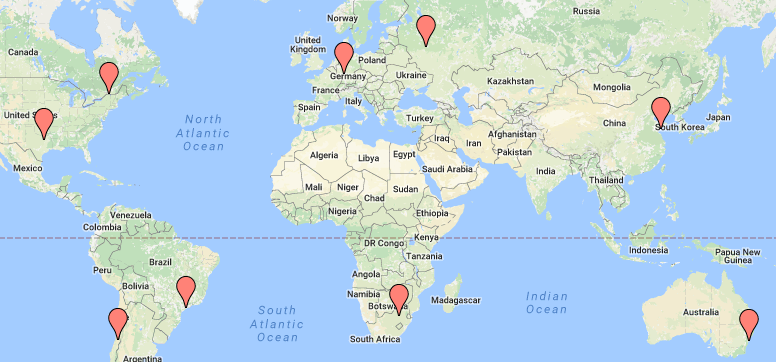 Norway
Russia
Canada
United
Kingdom
Poland
Germany
Ukraine
Kazakhstan
Mongolia
France
United
Spain
Italy
Turkey
North
Atlantic
Ocean
China
South Korea
Japan
Iraq
Iran
Afghanistan
Pakistan
Mexico
Algeria
Libya
Egypt
Saudi Arabia
India
Thailand
Mali
Niger
Chad
Sudan
Venezuela
Colombia
Nigeria
Ethiopia
DR Congo
Kenya
Tanzania
Indonesia
Papua New
Guinea
Peru
Brazil
Bolivia
Angola
Namibia
Botswana
Madagascar
South
Atlantic
Ocean
Indian
Ocean
Australia
South Africa
Argentina